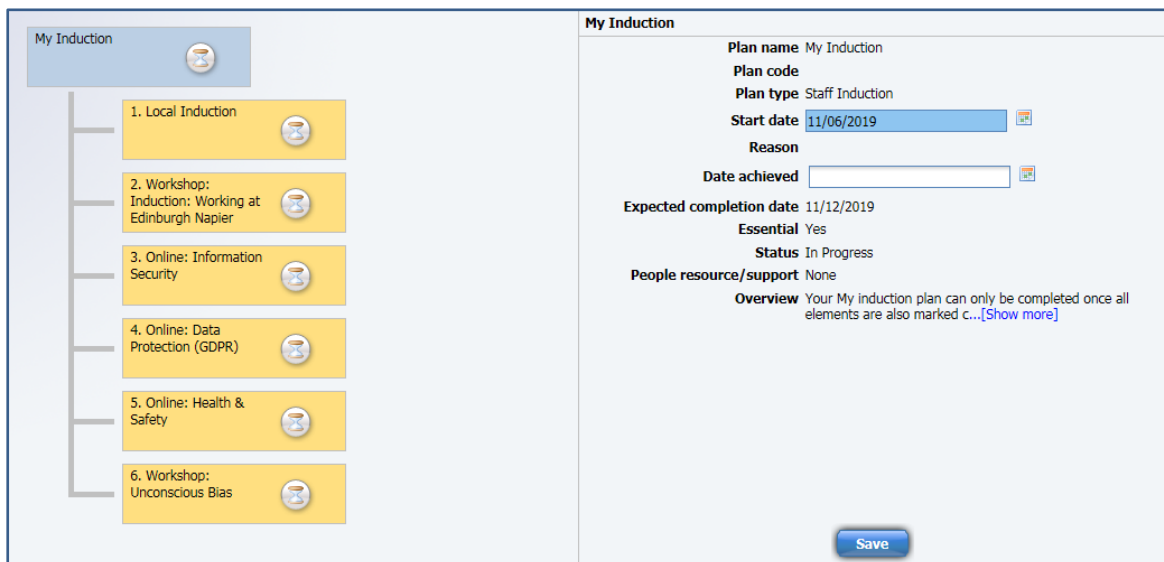 My Induction
1. Local Induction
2. Workshop:
Induction: Working at
Edinburgh Napier
3. Online: Information
Security
4. Online: Data
Protection (GDPR)
5. Online: Health &
Safety
6. Workshop:
Unconscious Bias
My Induction
Plan name My Induction
Plan code
Plan type Staff Induction
Start date 11/06/2019
Reason
Date achieved
Expected completion date 11/12/2019
Essential Yes
Status In Progress
People resource/support None
Overview Your My induction plan can only be completed once all
elements are also marked c...[Show more]
Save